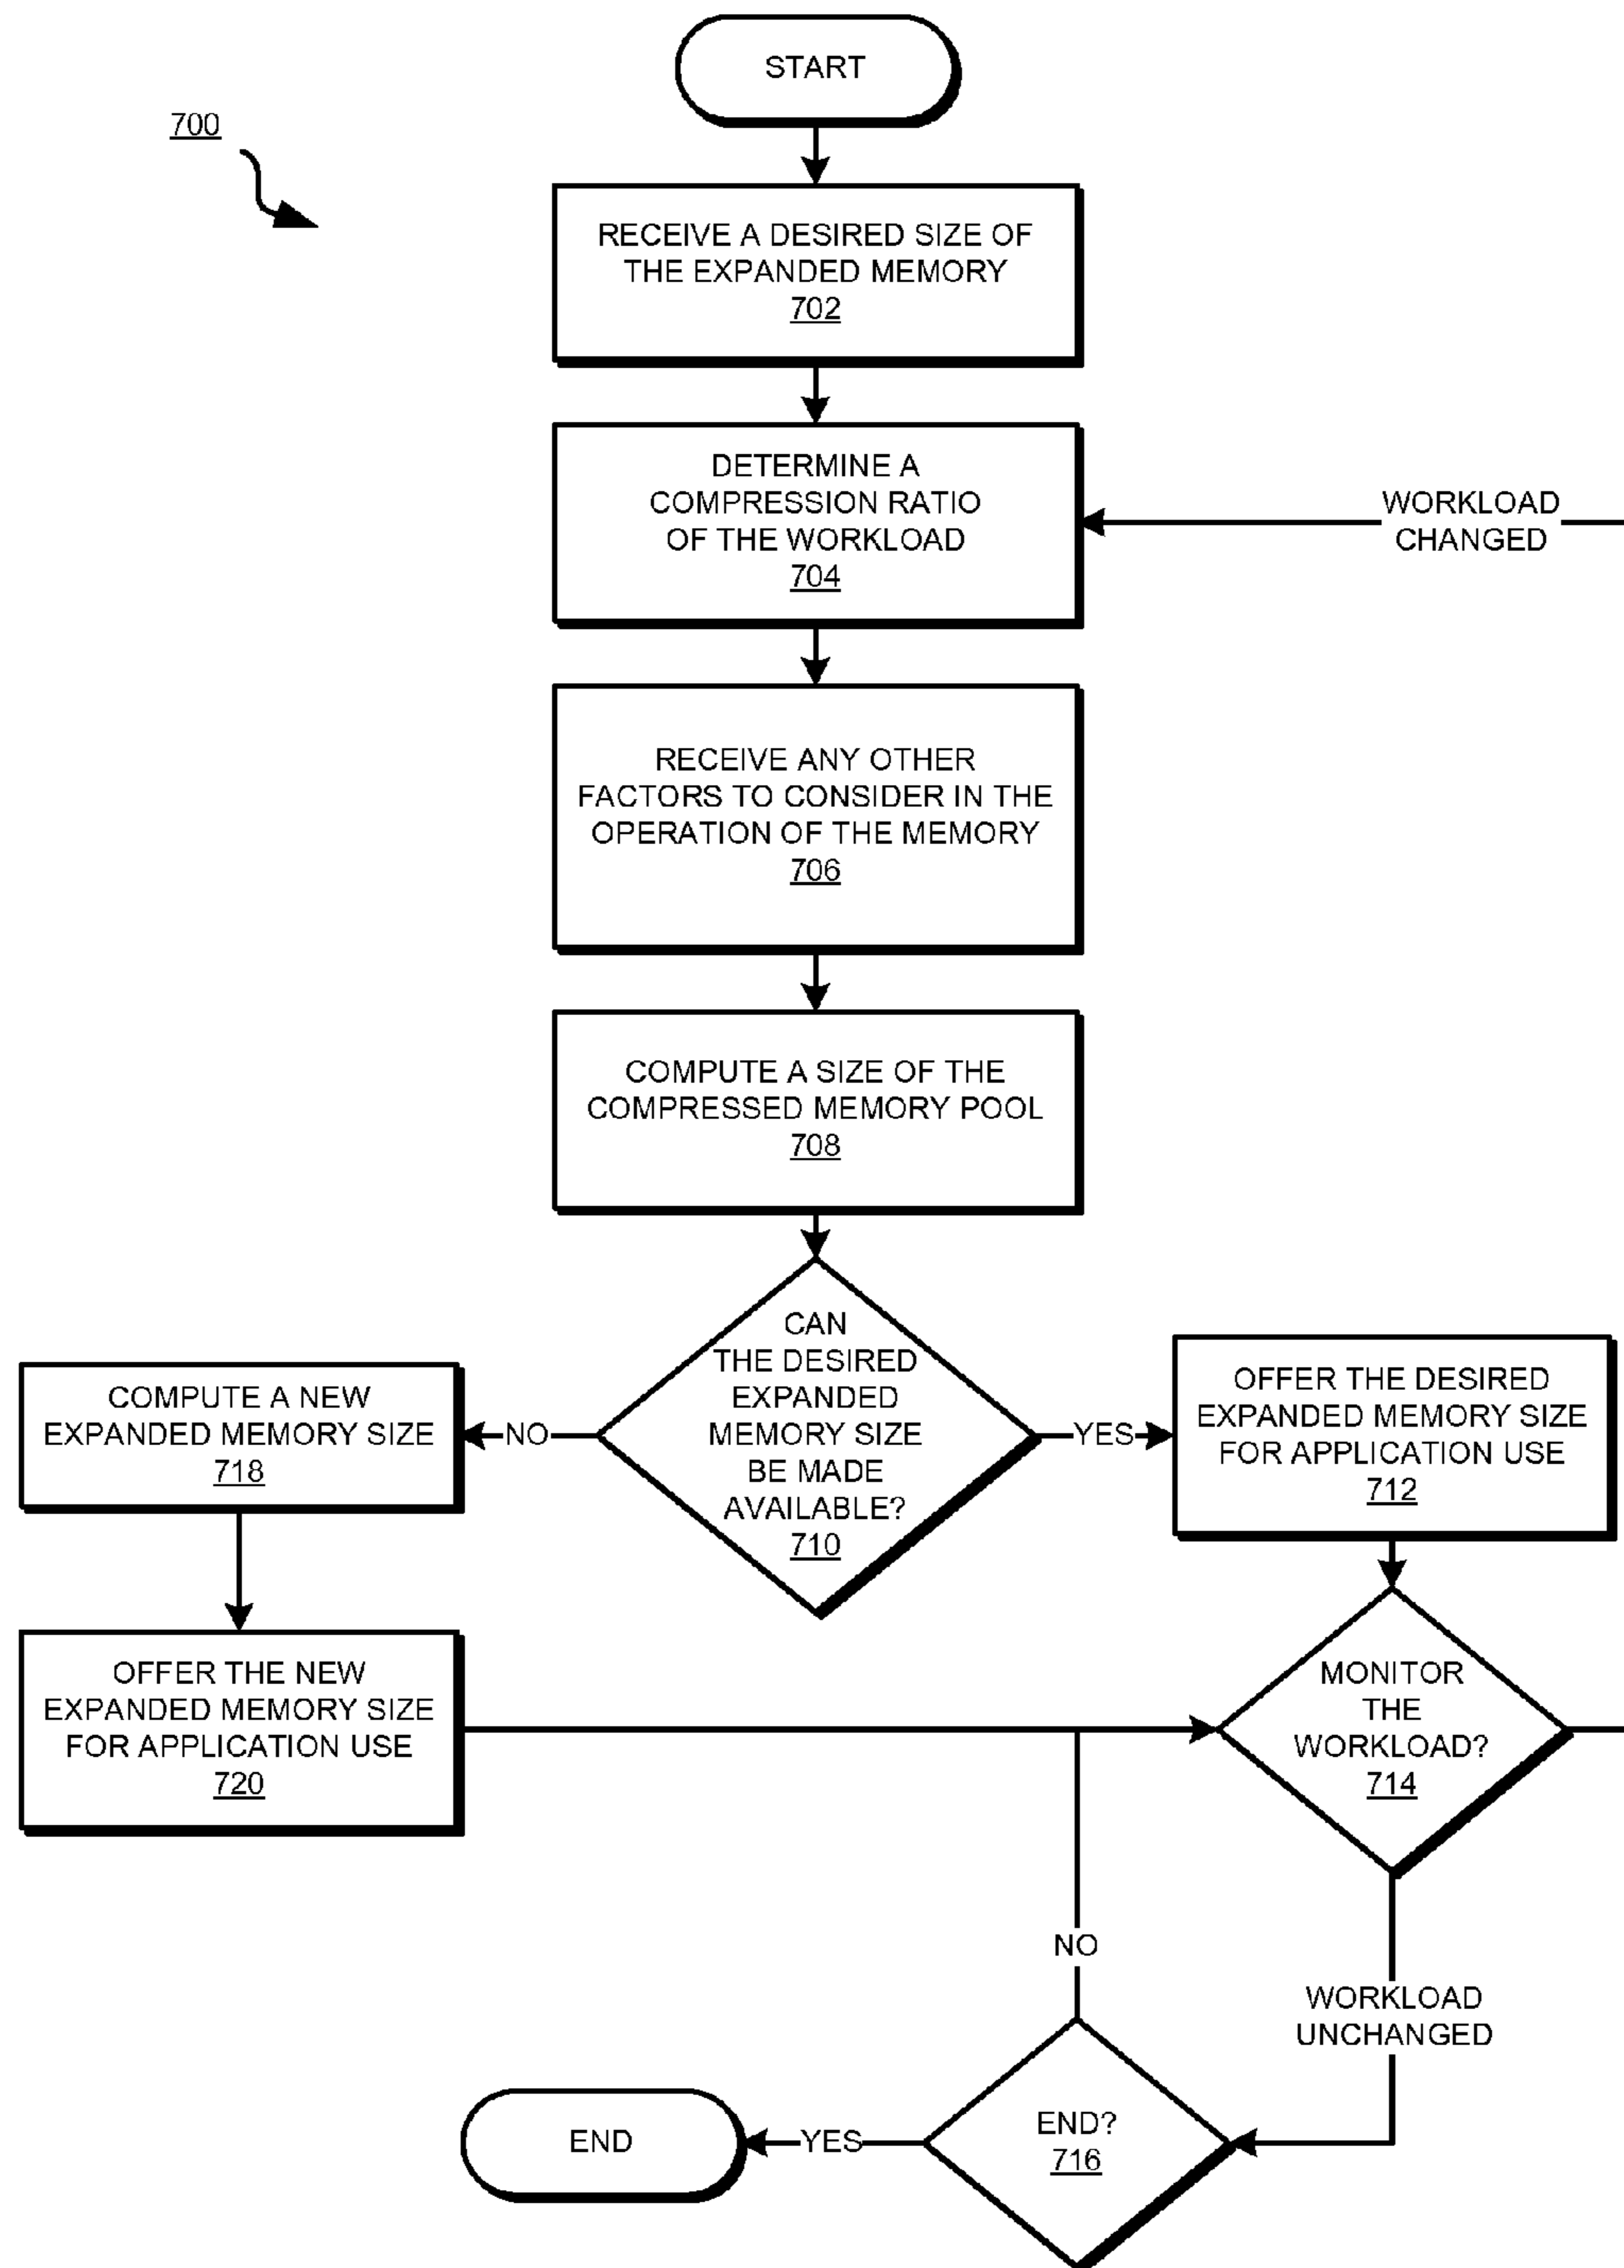 START
700
RECEIVE A DESIRED SIZE OF
THE EXPANDED MEMORY
702
DETERMINE A
COMPRESSION RATIO
OF THE WORKLOAD
704
WORKLOAD
CHANGED
RECEIVE ANY OTHER
FACTORS TO CONSIDER IN THE
OPERATION OF THE MEMORY
706
COMPUTE A SIZE OF THE
COMPRESSED MEMORY POOL
708
CAN
THE DESIRED
EXPANDED
MEMORY SIZE
BE MADE
AVAILABLE?
710
NO
YES
COMPUTE A NEW
EXPANDED MEMORY SIZE
718
OFFER THE DESIRED
EXPANDED MEMORY SIZE
FOR APPLICATION USE
712
OFFER THE NEW
EXPANDED MEMORY SIZE
FOR APPLICATION USE
720
MONITOR
THE
WORKLOAD?
714
NO
WORKLOAD
UNCHANGED
END?
716
YES
END